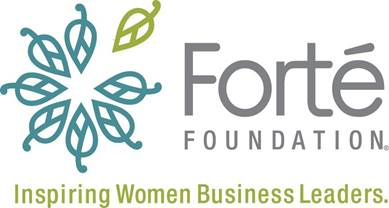 Forté
FOUNDATION®
Inspiring Women Business Leaders.